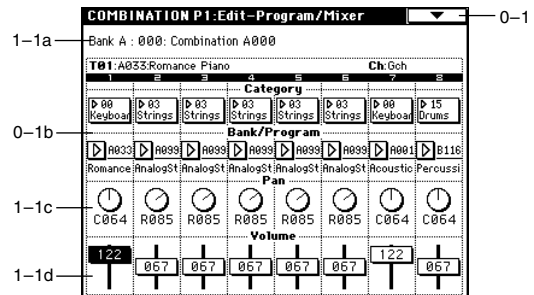 COMBINATION P1:Edit-Program/Mixer
0-1
1-1a
Bank A : 000: Combination A000
T01:A033:Romance Piano Ch:Gch
1 2 3 4 5 6 7 8
Category
00 03 03 03 03 03 00 15
Keyboar Strings Strings Strings Strings Strings Keyboar Drums
0-1b
Bank/Program
A033 A099 A099 A099 A099 A099 A001 B116
Romance AnalogSt AnalogSt AnalogSt AnalogSt AnalogSt Acoustic Percussi
Pan
1-1c
C064 R085 R085 R085 R085 R085 C064 C064
Volume
122 067 067 067 067 067 122 067
1-1d